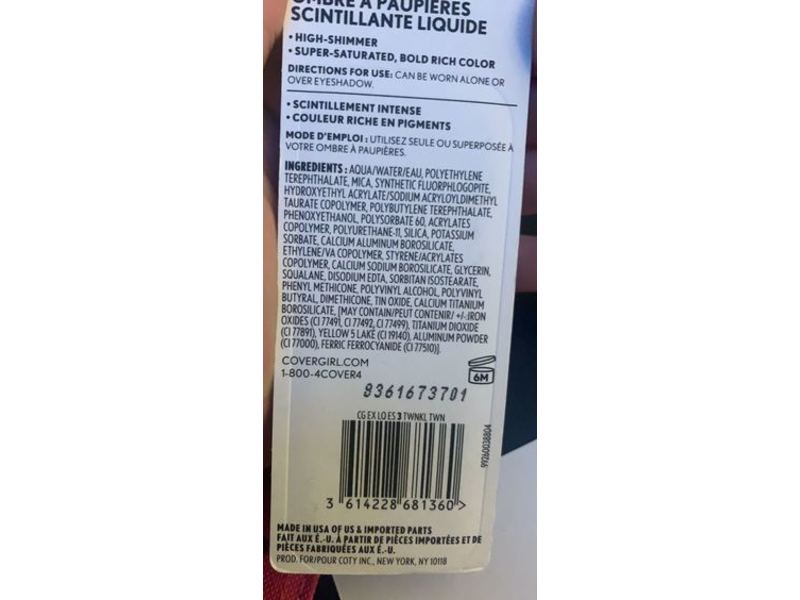 OMBRE À PAUPIÈRES
SCINTILLANTE LIQUIDE
• HIGH-SHIMMER
• SUPER-SATURATED, BOLD RICH COLOR
DIRECTIONS FOR USE: CAN BE WORN ALONE OR
OVER EYESHADOW.
• SCINTILLEMENT INTENSE
• COULEUR RICHE EN PIGMENTS
MODE D'EMPLOI : UTILISEZ SEULE OU SUPERPOSÉE À
VOTRE OMBRE À PAUPIÈRES.
INGREDIENTS : AQUA/WATER/EAU, POLYETHYLENE
TEREPHTHALATE, MICA, SYNTHETIC FLUORPHLOGOPITE,
HYDROXYETHYL ACRYLATE/SODIUM ACRYLOYLDIMETHYL
TAURATE COPOLYMER, POLYBUTYLENE TEREPHTHALATE,
PHENOXYETHANOL, POLYSORBATE 60, ACRYLATES
COPOLYMER, POLYURETHANE-11, SILICA, POTASSIUM
SORBATE, CALCIUM ALUMINUM BOROSILICATE,
ETHYLENE/VA COPOLYMER, STYRENE/ACRYLATES
COPOLYMER, CALCIUM SODIUM BOROSILICATE, GLYCERIN,
SQUALANE, DISODIUM EDTA, SORBITAN ISOSTEARATE,
PHENYL METHICONE, POLYVINYL ALCOHOL, POLYVINYL
BUTYRAL, DIMETHICONE, TIN OXIDE, CALCIUM TITANIUM
BOROSILICATE, [MAY CONTAIN/PEUT CONTENIR/ +/-:IRON
OXIDES (CI 77491, CI 77492, CI 77499), TITANIUM DIOXIDE
(CI 77891), YELLOW 5 LAKE (CI 19140), ALUMINUM POWDER
(CI 77000), FERRIC FERROCYANIDE (CI 77510)].
COVERGIRL.COM
1-800-4COVER4
6M
9361673701
CG EX LO ES 3 TWNKL TWN
99260038804
3 614228 681360 >
MADE IN USA OF US & IMPORTED PARTS
FAIT AUX É.-U. À PARTIR DE PIÈCES IMPORTÉES ET DE
PIÈCES FABRIQUÉES AUX É.-U.
PROD. FOR/POUR COTY INC., NEW YORK, NY 10118